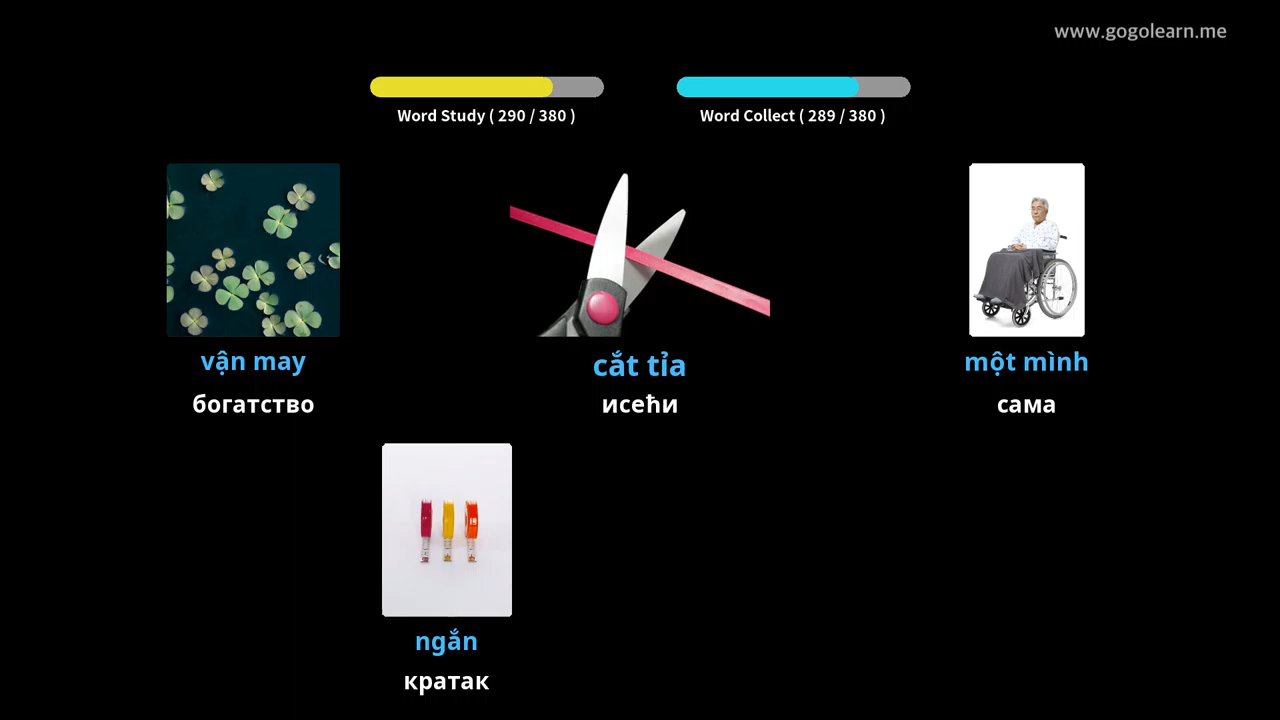 www.gogolearn.me
Word Study ( 290 / 380 )
Word Collect ( 289 / 380 )
vận may
богатство
cắt tỉa
исећи
một mình
сама
ngắn
кратак